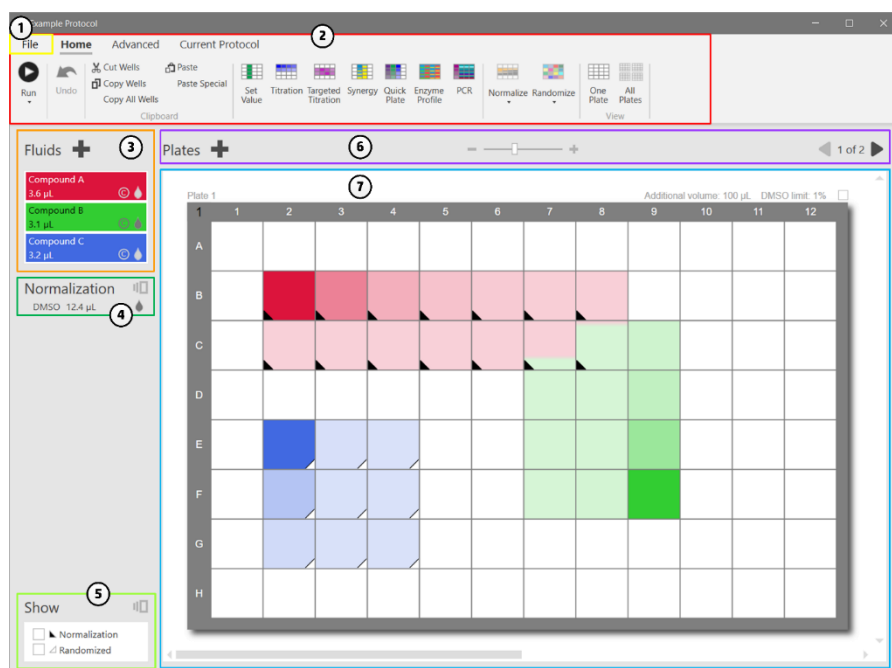 1
Example Protocol
2
File Home Advanced Current Protocol
Run
Undo
Cut Wells
Copy Wells
Copy All Wells
Paste
Paste Special
Clipboard
Set
Value
Titration
Targeted
Titration
Synergy
Quick
Plate
Enzyme
Profile
PCR
Normalize
Randomize
One
Plate
All
Plates
View
Fluids
3
Compound A
3.6 µL ©
Compound B
3.1 µL ©
Compound C
3.2 µL ©
Normalization
DMSO 12.4 µL
4
Plates
6
1 of 2
7
Plate 1 Additional volume: 100 µL DMSO limit: 1%
1 1 2 3 4 5 6 7 8 9 10 11 12
A
B
C
D
E
F
G
H
5
Show
Normalization
Randomized